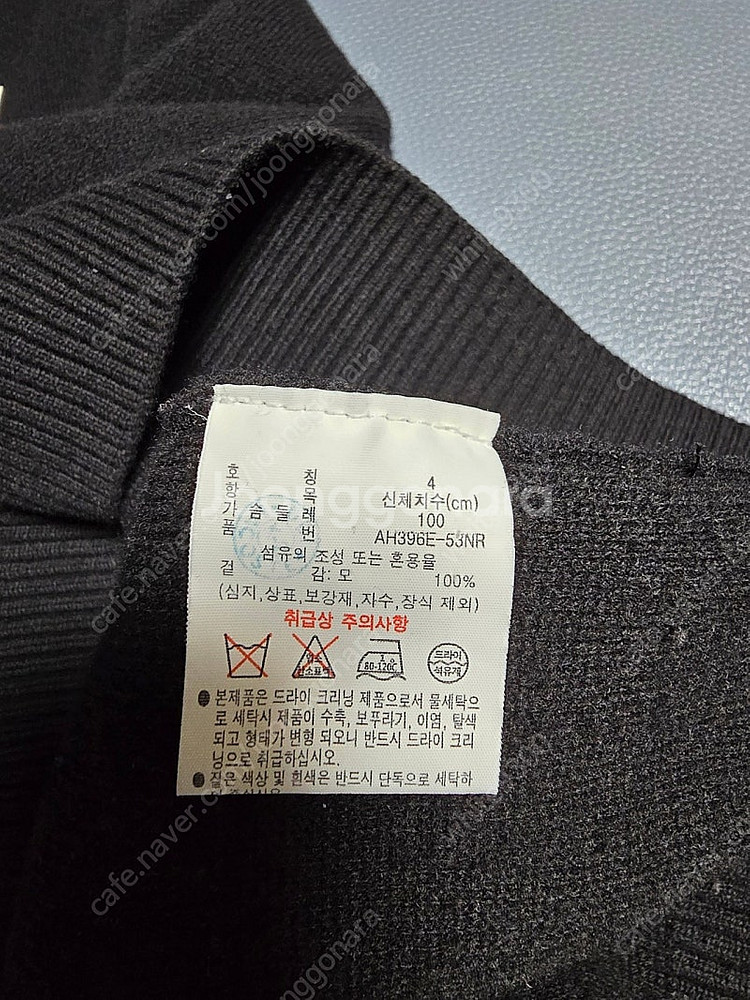 호 칭 4
항 목 신체치수(cm)
가 슴 둘 레 100
품 번 AH396E-53NR
섬유의 조성 또는 혼용율
겉 감: 모 100%
(심지,상표,보강재,자수,장식 제외)
취급상 주의사항
80-120C
드라이
석유계
본제품은 드라이 크리닝 제품으로서 물세탁으
로 세탁시 제품이 수축, 보푸라기, 이염, 탈색
되고 형태가 변형 되오니 반드시 드라이 크리
닝으로 취급하십시오.
짙은 색상 및 흰색은 반드시 단독으로 세탁하
Joonggonara
cafe.naver.com/joonggonara